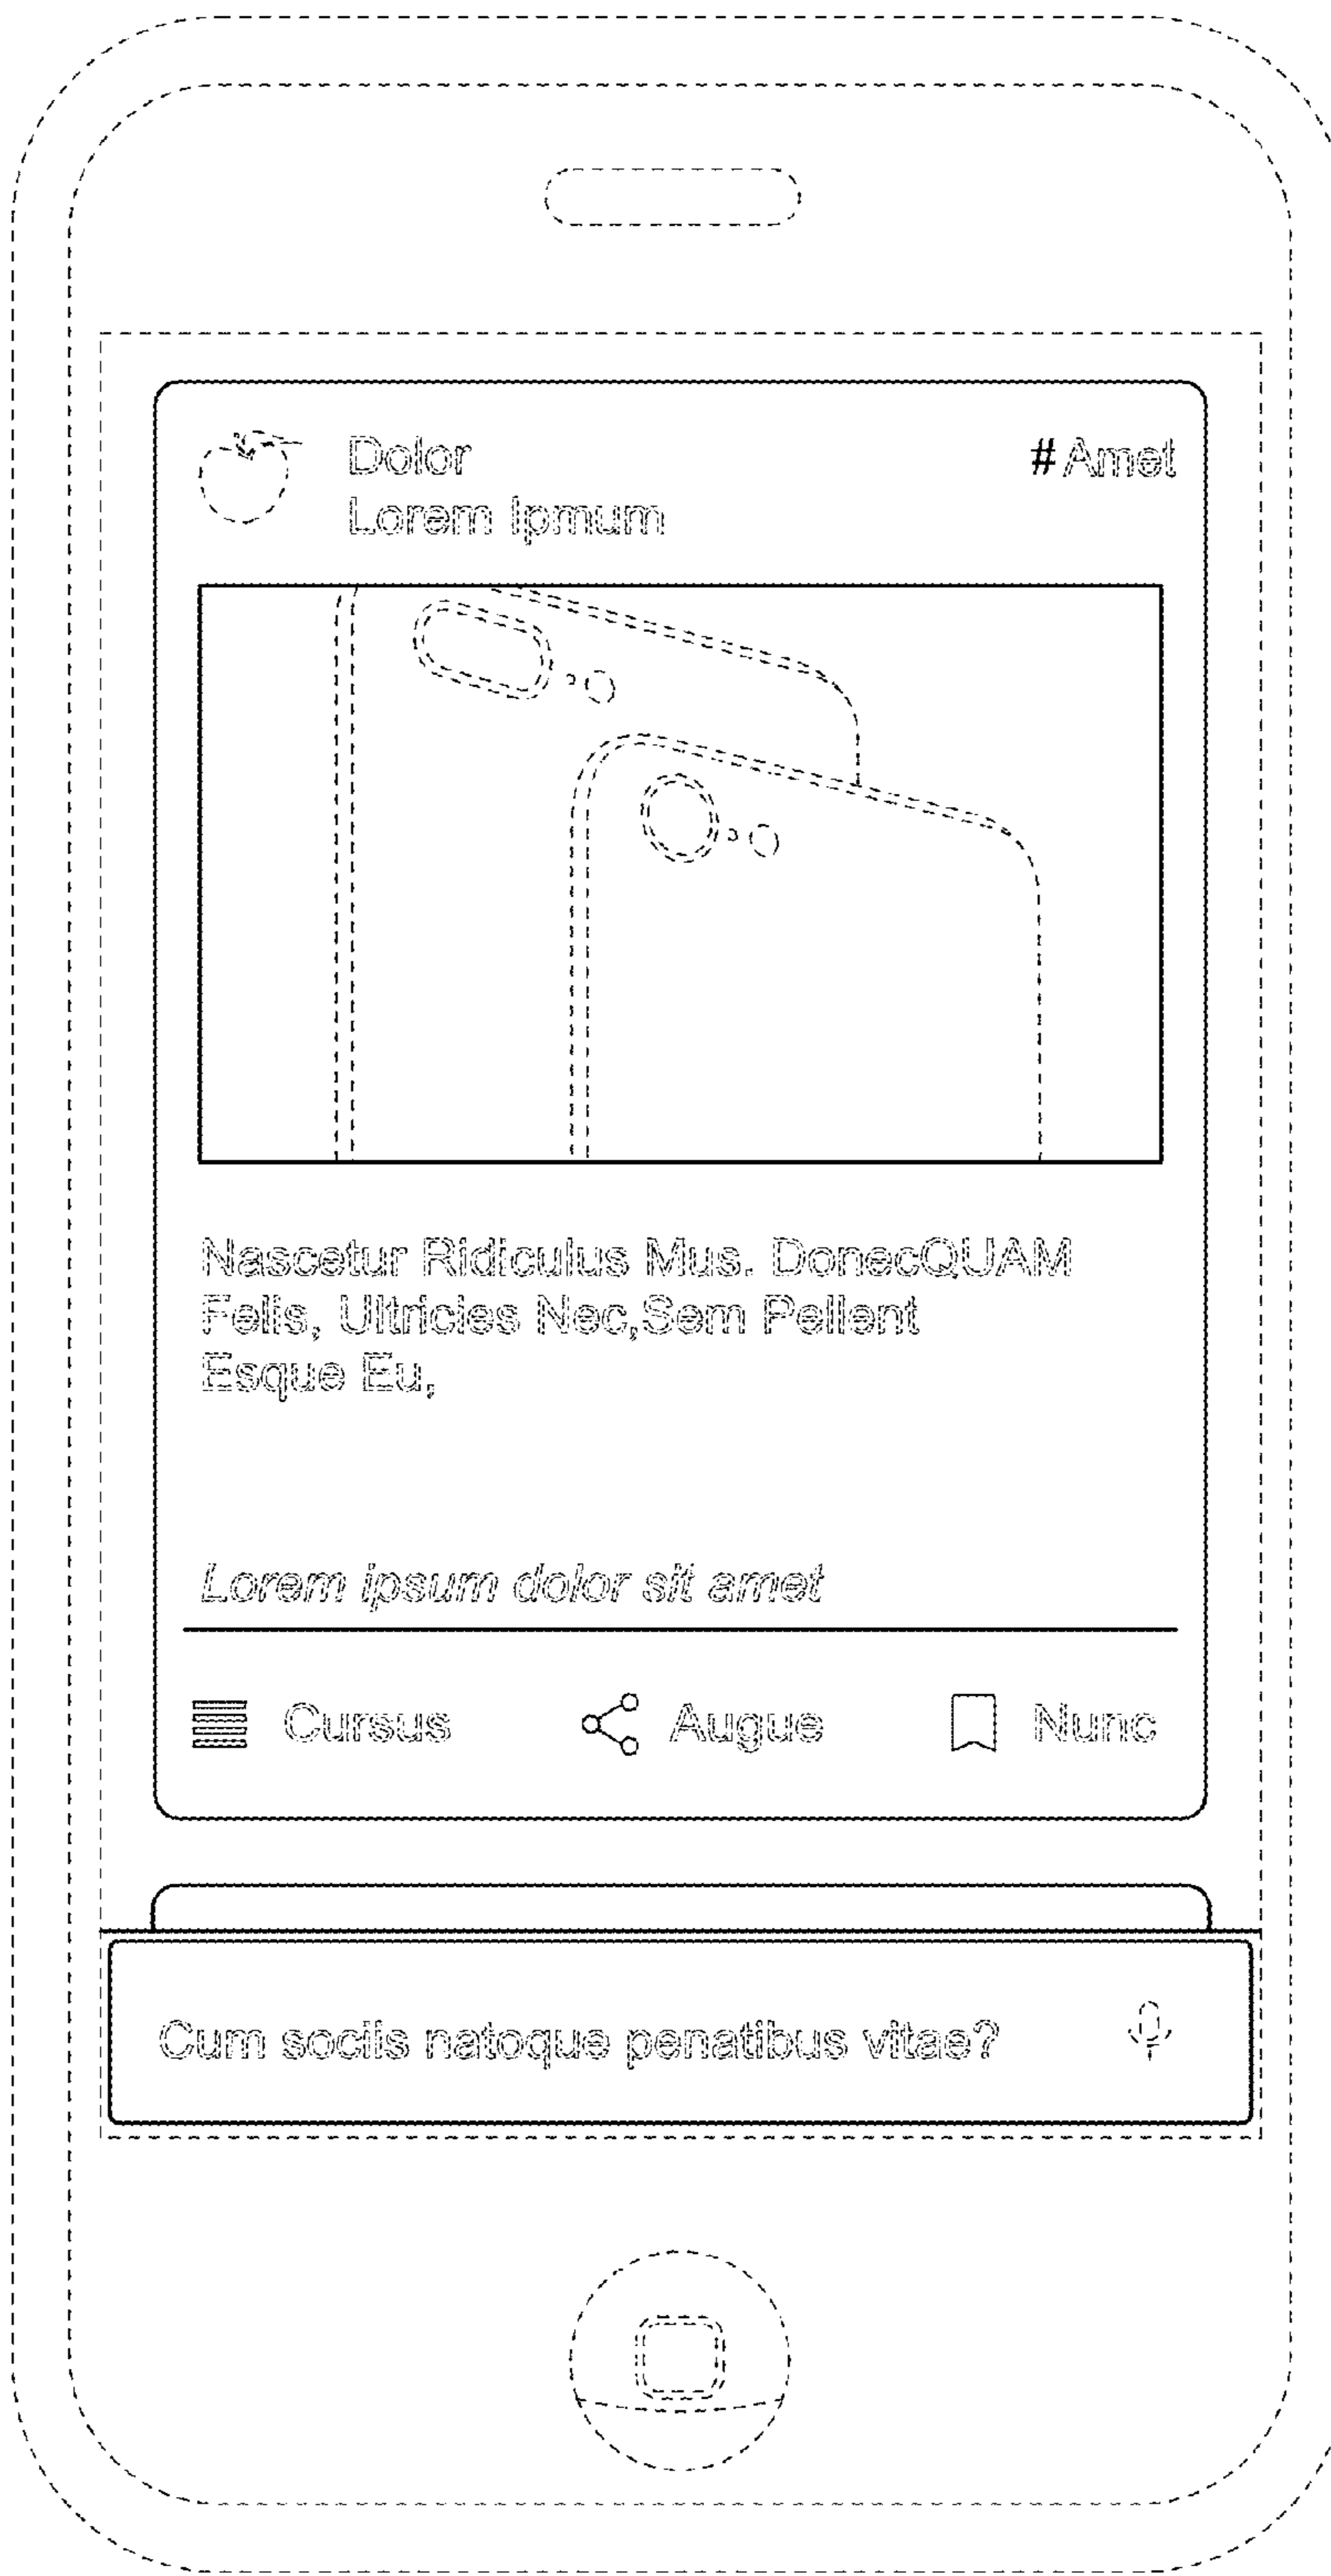 Dolor
#Amet
Lorem Ipmum
Nascetur Ridiculus Mus. DonecQUAM
Felis, Ultricies Nec,Sem Pellent
Esque Eu,
Lorem ipsum dolor sit amet
Cursus Augue Nunc
Cum sociis natoque penatibus vitae?